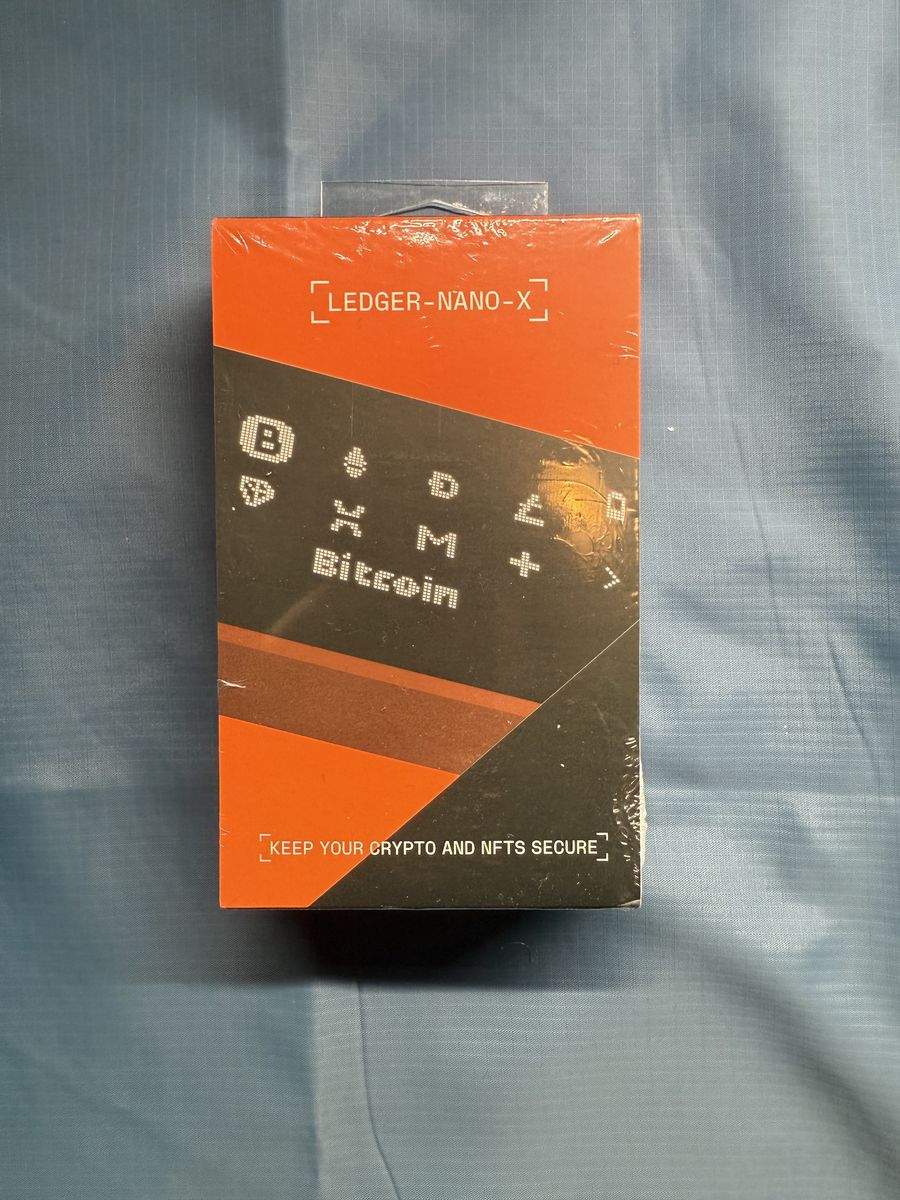 LEDGER-NANO-X
Bitcoin
KEEP YOUR CRYPTO AND NFTS SECURE